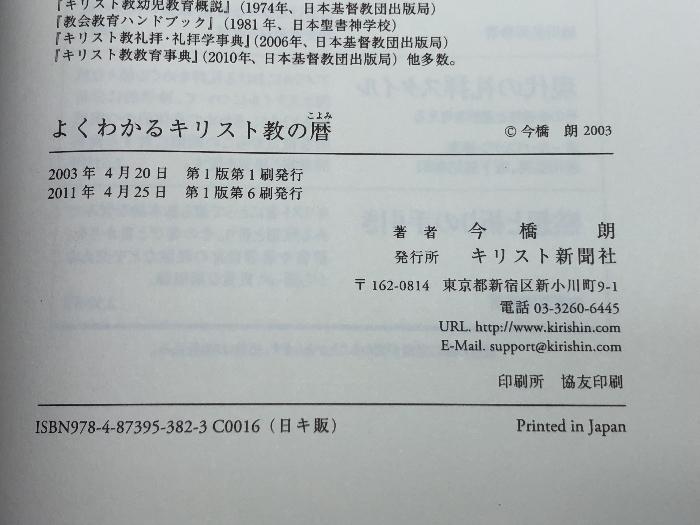 『キリスト教幼児教育概説』(1974年、日本基督教団出版局)
『教会教育ハンドブック』(1981年、日本聖書神学校)
『キリスト教礼拝・礼拝学事典』(2006年、日本基督教団出版局)
『キリスト教教育事典』(2010年、日本基督教団出版局) 他多数。
こよみ
よくわかるキリスト教の暦 © 今橋 朗 2003
2003年 4月20日 第1版第1刷発行
2011年 4月25日 第1版第6刷発行
著者 今橋 朗
発行所 キリスト新聞社
〒162-0814 東京都新宿区新小川町9-1
電話 03-3260-6445
URL. http://www.kirishin.com
E-Mail. support@kirishin.com
印刷所 協友印刷
ISBN978-4-87395-382-3 C0016(日キ販) Printed in Japan